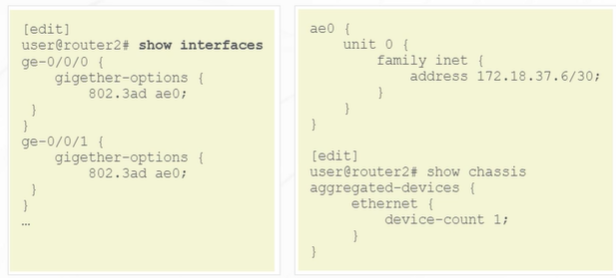 [edit]
user@router2# show interfaces
ge-0/0/0 {
    gigether-options {
        802.3ad ae0;
 }
}
ge-0/0/1 {
    gigether-options {
        802.3ad ae0;
 }
}
…
ae0 {
    unit 0 {
        family inet {
            address 172.18.37.6/30;
        }
    }
}
[edit]
user@router2# show chassis
aggregated-devices {
     ethernet {
         device-count 1;
     }
}